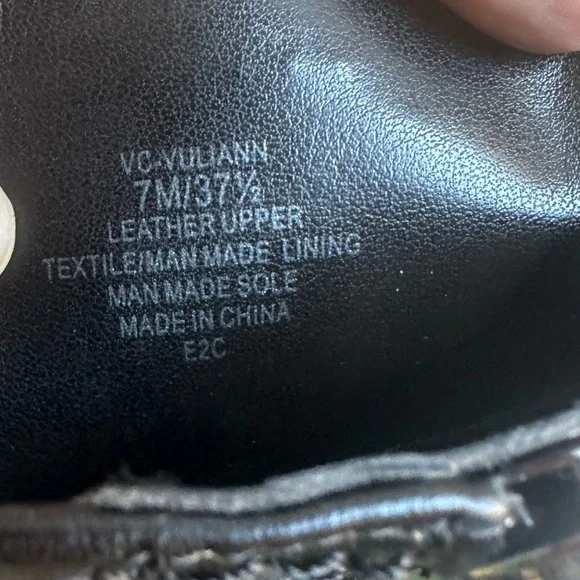 VC-VULIANN
7M/37½
LEATHER UPPER
TEXTILE/MAN MADE LINING
MAN MADE SOLE
MADE IN CHINA
E2C